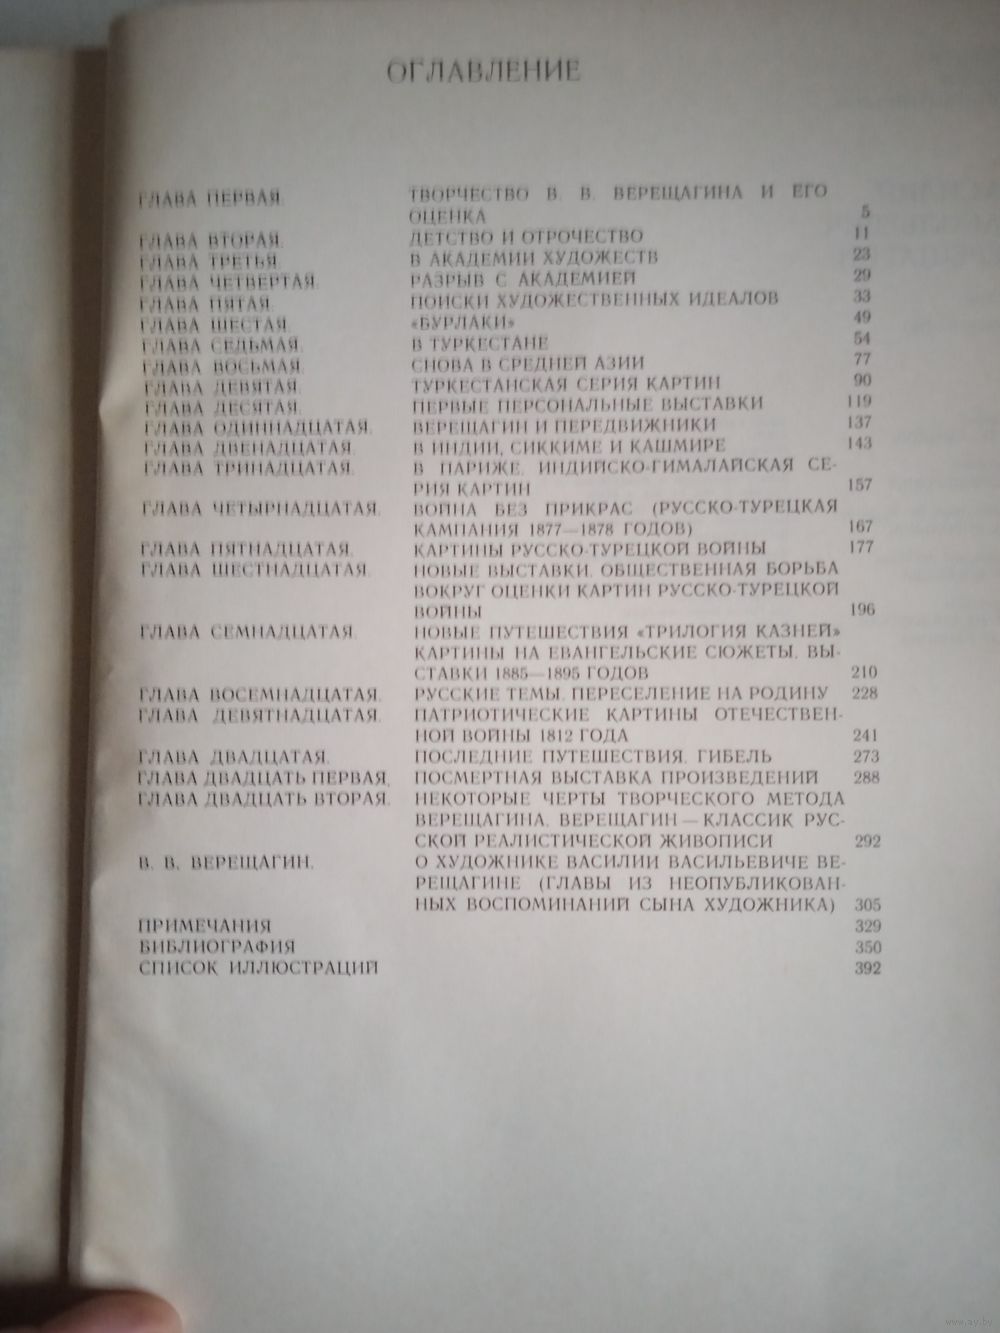 ОГЛАВЛЕНИЕ
ГЛАВА ПЕРВАЯ. ТВОРЧЕСТВО В. В. ВЕРЕЩАГИНА И ЕГО
ОЦЕНКА 5
ГЛАВА ВТОРАЯ. ДЕТСТВО И ОТРОЧЕСТВО 11
ГЛАВА ТРЕТЬЯ. В АКАДЕМИИ ХУДОЖЕСТВ 23
ГЛАВА ЧЕТВЕРТАЯ. РАЗРЫВ С АКАДЕМИЕЙ 29
ГЛАВА ПЯТАЯ. ПОИСКИ ХУДОЖЕСТВЕННЫХ ИДЕАЛОВ 33
ГЛАВА ШЕСТАЯ. «БУРЛАКИ» 49
ГЛАВА СЕДЬМАЯ. В ТУРКЕСТАНЕ 54
ГЛАВА ВОСЬМАЯ. СНОВА В СРЕДНЕЙ АЗИИ 77
ГЛАВА ДЕВЯТАЯ. ТУРКЕСТАНСКАЯ СЕРИЯ КАРТИН 90
ГЛАВА ДЕСЯТАЯ. ПЕРВЫЕ ПЕРСОНАЛЬНЫЕ ВЫСТАВКИ 119
ГЛАВА ОДИННАДЦАТАЯ. ВЕРЕЩАГИН И ПЕРЕДВИЖНИКИ 137
ГЛАВА ДВЕНАДЦАТАЯ. В ИНДИИ, СИККИМЕ И КАШМИРЕ 143
ГЛАВА ТРИНАДЦАТАЯ. В ПАРИЖЕ. ИНДИЙСКО-ГИМАЛАЙСКАЯ СЕ-
РИЯ КАРТИН 157
ГЛАВА ЧЕТЫРНАДЦАТАЯ. ВОЙНА БЕЗ ПРИКРАС (РУССКО-ТУРЕЦКАЯ
КАМПАНИЯ 1877—1878 ГОДОВ) 167
ГЛАВА ПЯТНАДЦАТАЯ. КАРТИНЫ РУССКО-ТУРЕЦКОЙ ВОЙНЫ 177
ГЛАВА ШЕСТНАДЦАТАЯ. НОВЫЕ ВЫСТАВКИ. ОБЩЕСТВЕННАЯ БОРЬБА
ВОКРУГ ОЦЕНКИ КАРТИН РУССКО-ТУРЕЦКОЙ
ВОЙНЫ 196
ГЛАВА СЕМНАДЦАТАЯ. НОВЫЕ ПУТЕШЕСТВИЯ «ТРИЛОГИЯ КАЗНЕЙ»
КАРТИНЫ НА ЕВАНГЕЛЬСКИЕ СЮЖЕТЫ. ВЫ-
СТАВКИ 1885—1895 ГОДОВ 210
ГЛАВА ВОСЕМНАДЦАТАЯ. РУССКИЕ ТЕМЫ. ПЕРЕСЕЛЕНИЕ НА РОДИНУ 228
ГЛАВА ДЕВЯТНАДЦАТАЯ. ПАТРИОТИЧЕСКИЕ КАРТИНЫ ОТЕЧЕСТВЕН-
НОЙ ВОЙНЫ 1812 ГОДА 241
ГЛАВА ДВАДЦАТАЯ. ПОСЛЕДНИЕ ПУТЕШЕСТВИЯ. ГИБЕЛЬ 273
ГЛАВА ДВАДЦАТЬ ПЕРВАЯ. ПОСМЕРТНАЯ ВЫСТАВКА ПРОИЗВЕДЕНИЙ 288
ГЛАВА ДВАДЦАТЬ ВТОРАЯ. НЕКОТОРЫЕ ЧЕРТЫ ТВОРЧЕСКОГО МЕТОДА
ВЕРЕЩАГИНА. ВЕРЕЩАГИН — КЛАССИК РУС-
СКОЙ РЕАЛИСТИЧЕСКОЙ ЖИВОПИСИ 292
В. В. ВЕРЕЩАГИН. О ХУДОЖНИКЕ ВАСИЛИИ ВАСИЛЬЕВИЧЕ ВЕ-
РЕЩАГИНЕ (ГЛАВЫ ИЗ НЕОПУБЛИКОВАН-
НЫХ ВОСПОМИНАНИЙ СЫНА ХУДОЖНИКА) 305
ПРИМЕЧАНИЯ 329
БИБЛИОГРАФИЯ 350
СПИСОК ИЛЛЮСТРАЦИЙ 392
www.ay.by